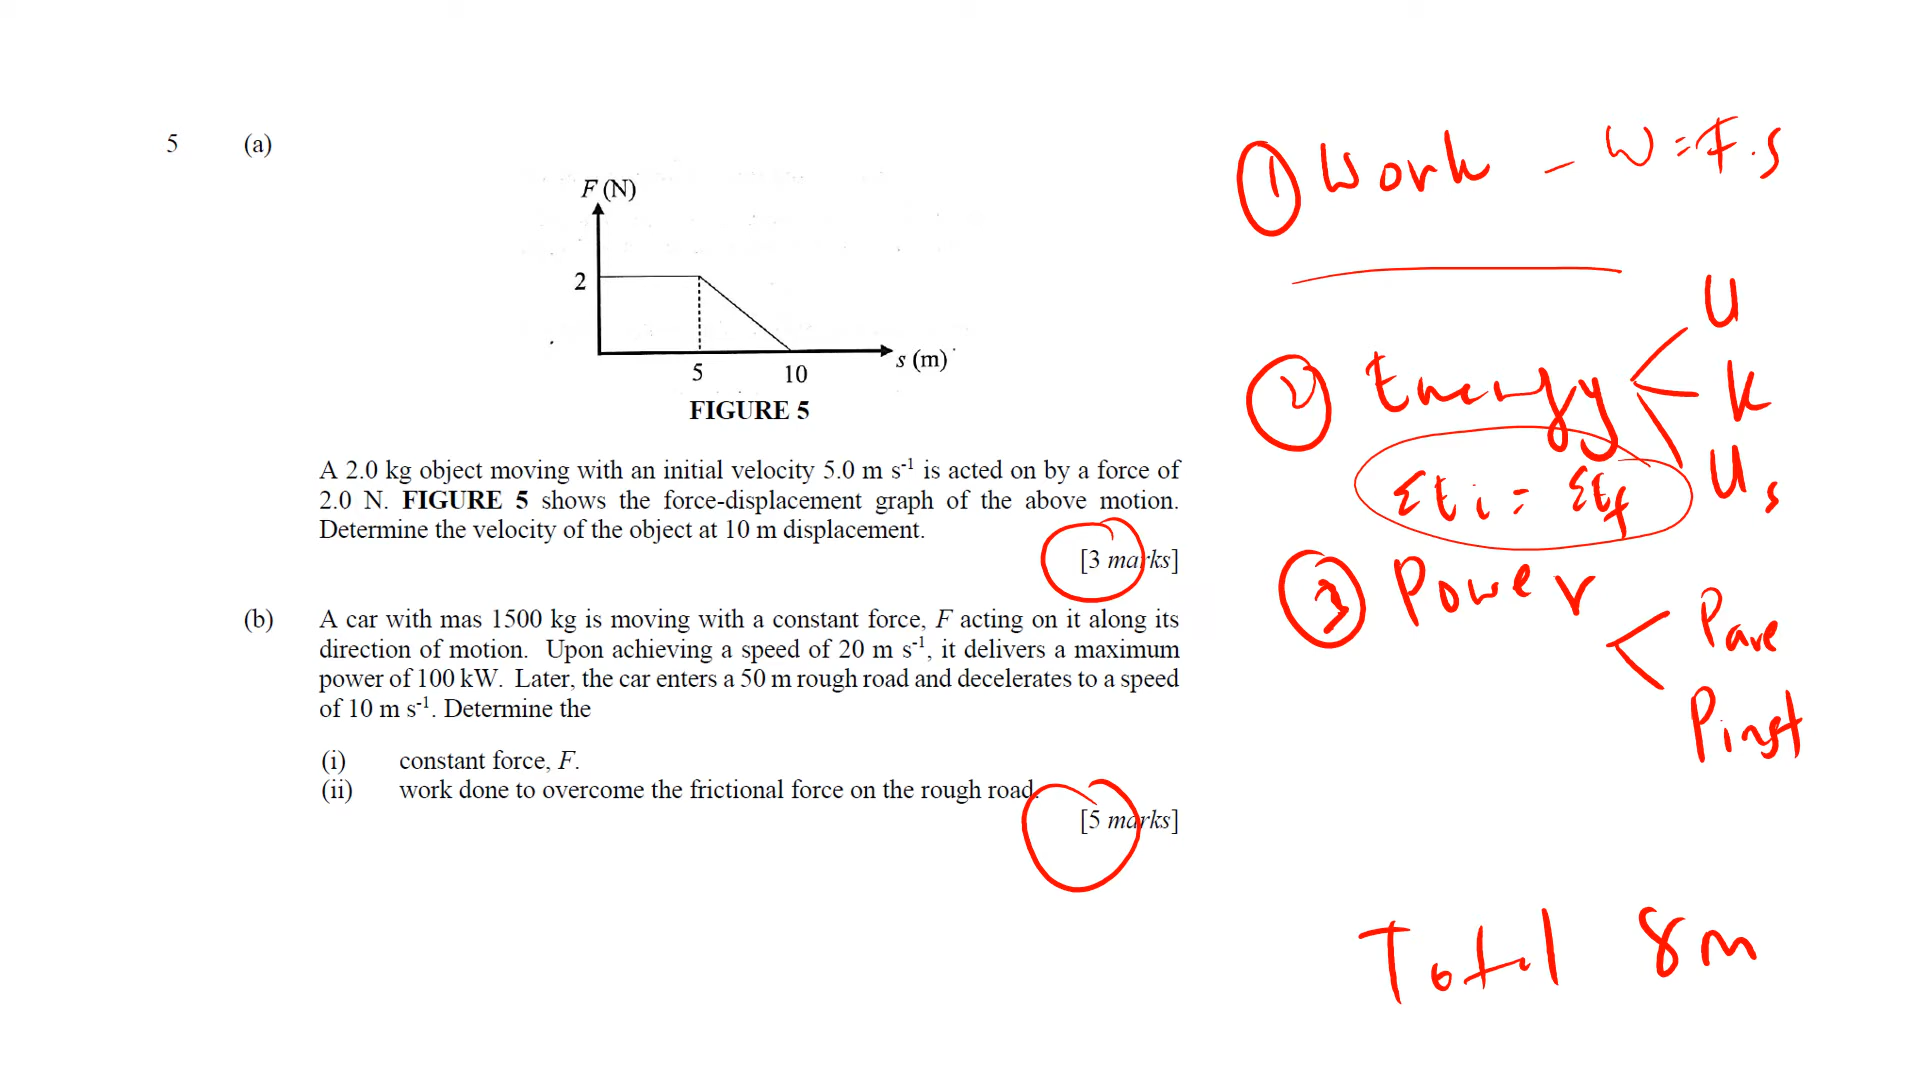 5 (a)
F (N)
2
5 10 s (m)
FIGURE 5
A 2.0 kg object moving with an initial velocity 5.0 m s⁻¹ is acted on by a force of
2.0 N. FIGURE 5 shows the force-displacement graph of the above motion.
Determine the velocity of the object at 10 m displacement.
[3 marks]
(b) A car with mas 1500 kg is moving with a constant force, F acting on it along its
direction of motion. Upon achieving a speed of 20 m s⁻¹, it delivers a maximum
power of 100 kW. Later, the car enters a 50 m rough road and decelerates to a speed
of 10 m s⁻¹. Determine the
(i) constant force, F.
(ii) work done to overcome the frictional force on the rough road.
[5 marks]
① Work – W = F.s
② Energy
U
K
Us
ΣEi = ΣEf
③ Power
Pave
Pinst
Total 8m